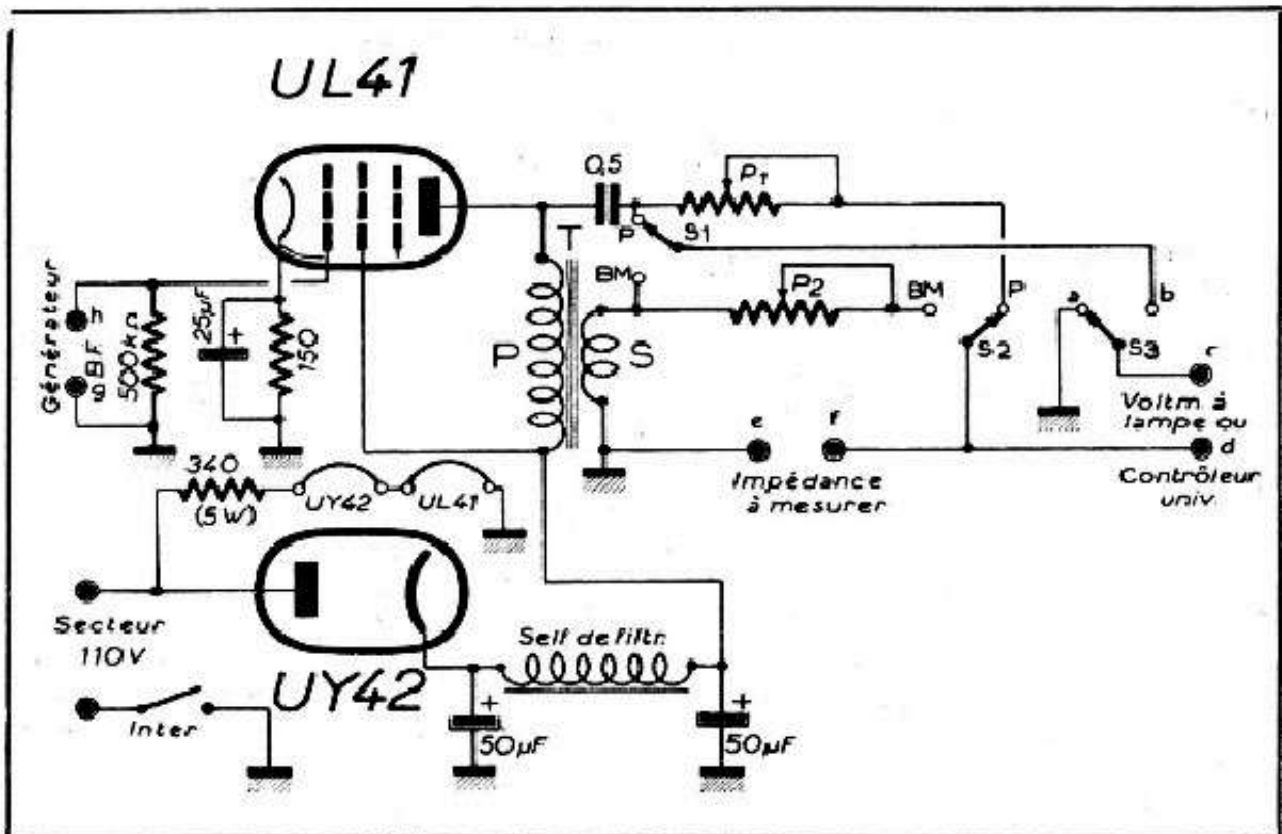 UL41
0,5
P1
P
S1
T
BM
P2
BM
P
a
b
S2
S3
c
Voltm à
lampe ou
d
Contrôleur
univ.
P
S
e
f
Impédance
à mesurer
Générateur
B.F.
h
g
500kΩ
25µF
+
150
340
(5W)
UY42
UL41
Secteur
110V
UY42
Inter
Self de filtr.
+
50µF
+
50µF